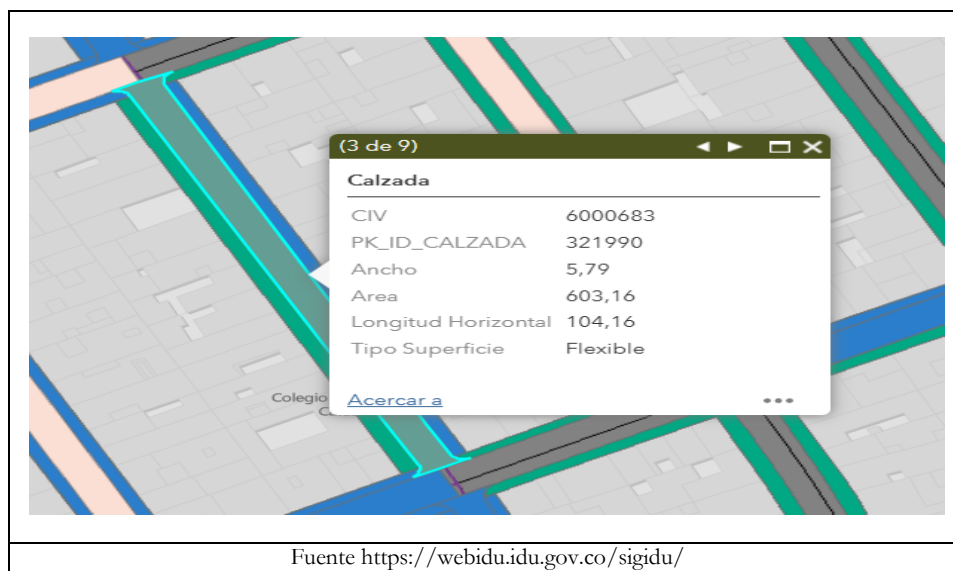 (3 de 9)
Calzada
CIV 6000683
PK_ID_CALZADA 321990
Ancho 5,79
Area 603,16
Longitud Horizontal 104,16
Tipo Superficie Flexible
Colegio
C
Acercar a
Fuente https://webidu.idu.gov.co/sigidu/